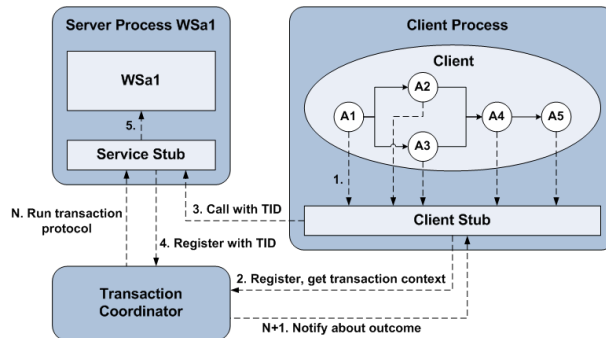 Server Process WSa1
Client Process
WSa1
Client
A1
A2
A3
A4
A5
5.
1.
Service Stub
Client Stub
N. Run transaction
protocol
3. Call with TID
4. Register with TID
2. Register, get transaction context
Transaction
Coordinator
N+1. Notify about outcome